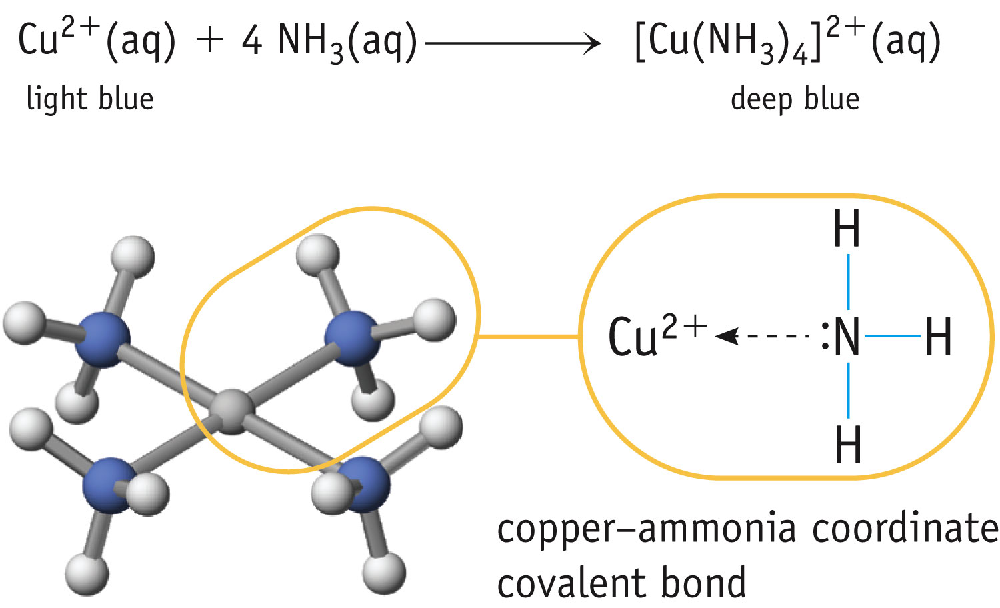 Cu²⁺(aq) + 4 NH₃(aq) ⟶ [Cu(NH₃)₄]²⁺(aq)
light blue deep blue
H
Cu²⁺ :N H
H
copper–ammonia coordinate
covalent bond